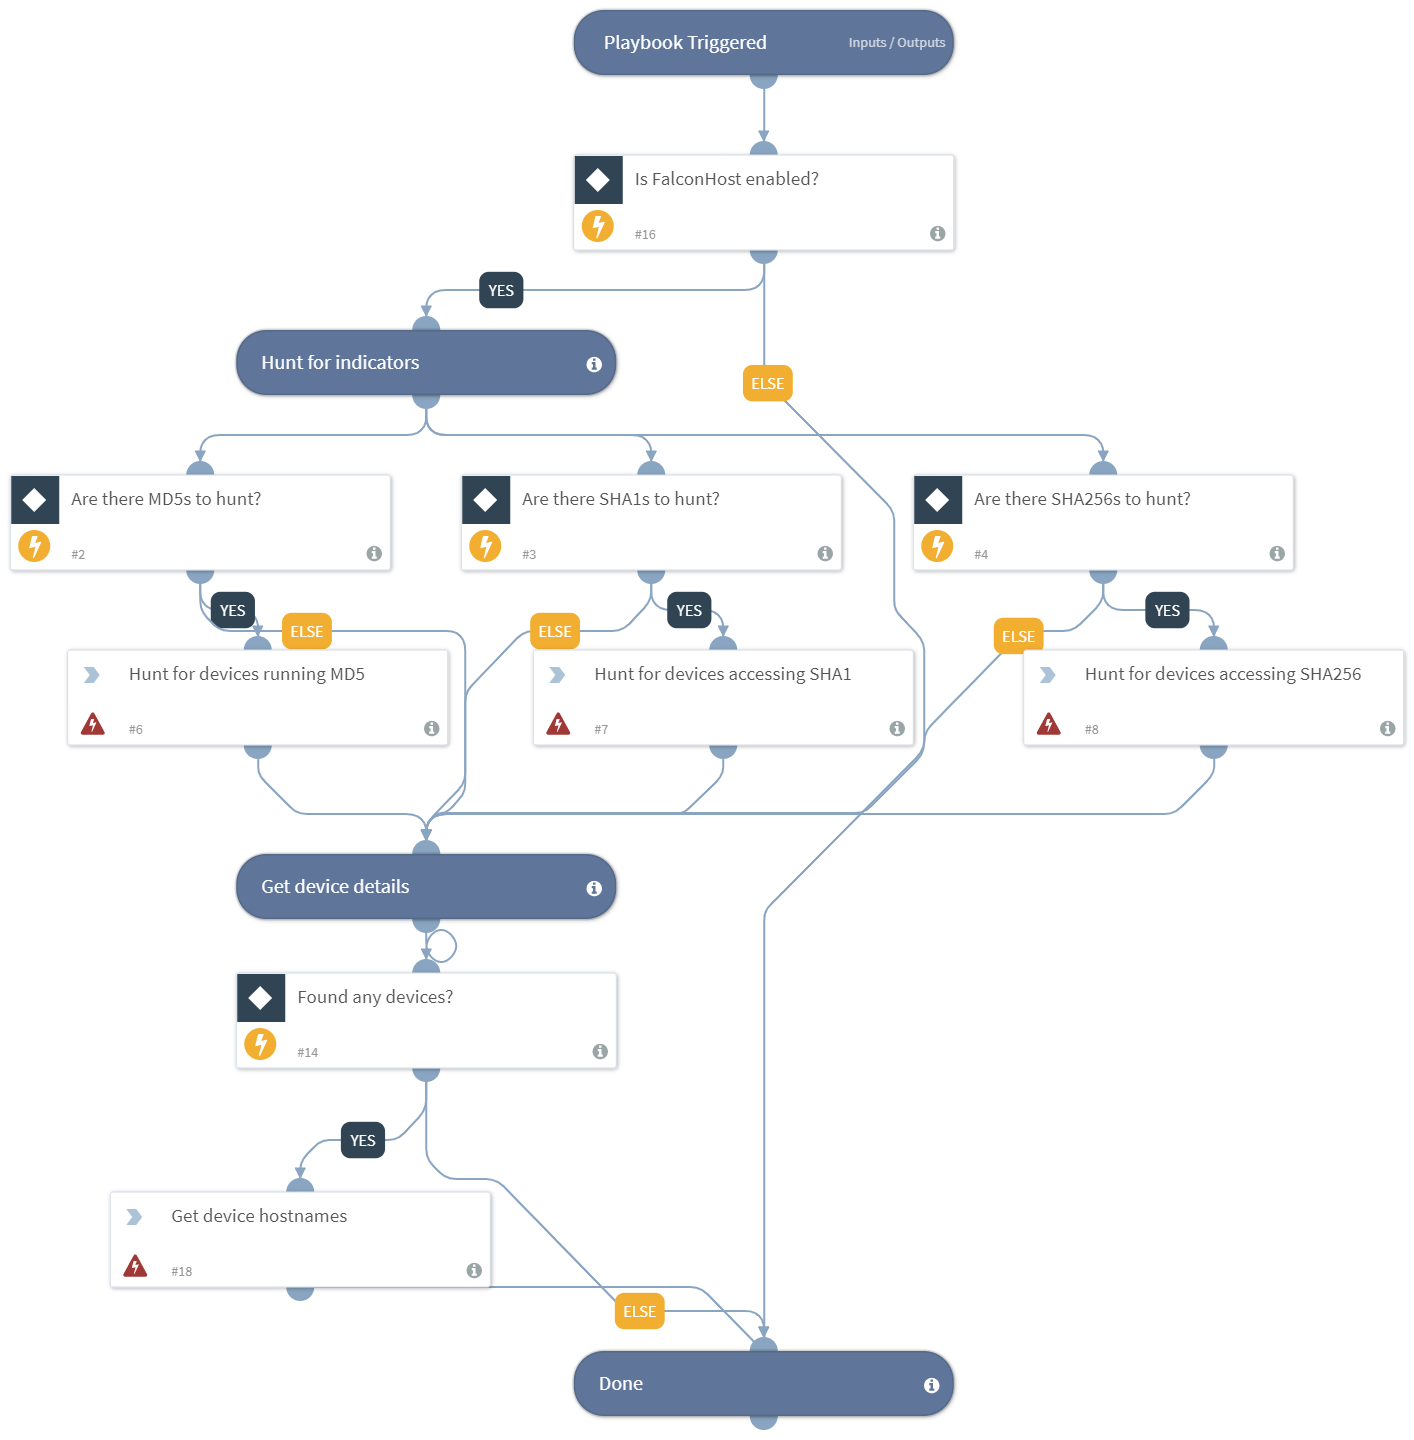 Playbook Triggered
Inputs / Outputs
Is FalconHost enabled?
#16
YES
Hunt for indicators
ELSE
Are there MD5s to hunt?
#2
Are there SHA1s to hunt?
#3
Are there SHA256s to hunt?
#4
YES
ELSE
ELSE
YES
ELSE
YES
Hunt for devices running MD5
#6
Hunt for devices accessing SHA1
#7
Hunt for devices accessing SHA256
#8
Get device details
Found any devices?
#14
YES
Get device hostnames
#18
ELSE
Done